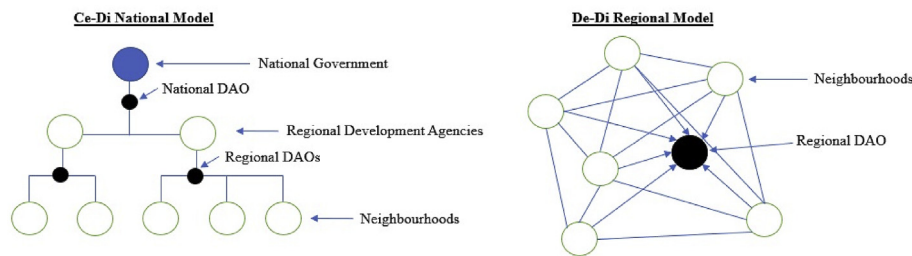 Ce-Di National Model
National Government
National DAO
Regional Development Agencies
Regional DAOs
Neighbourhoods
De-Di Regional Model
Neighbourhoods
Regional DAO